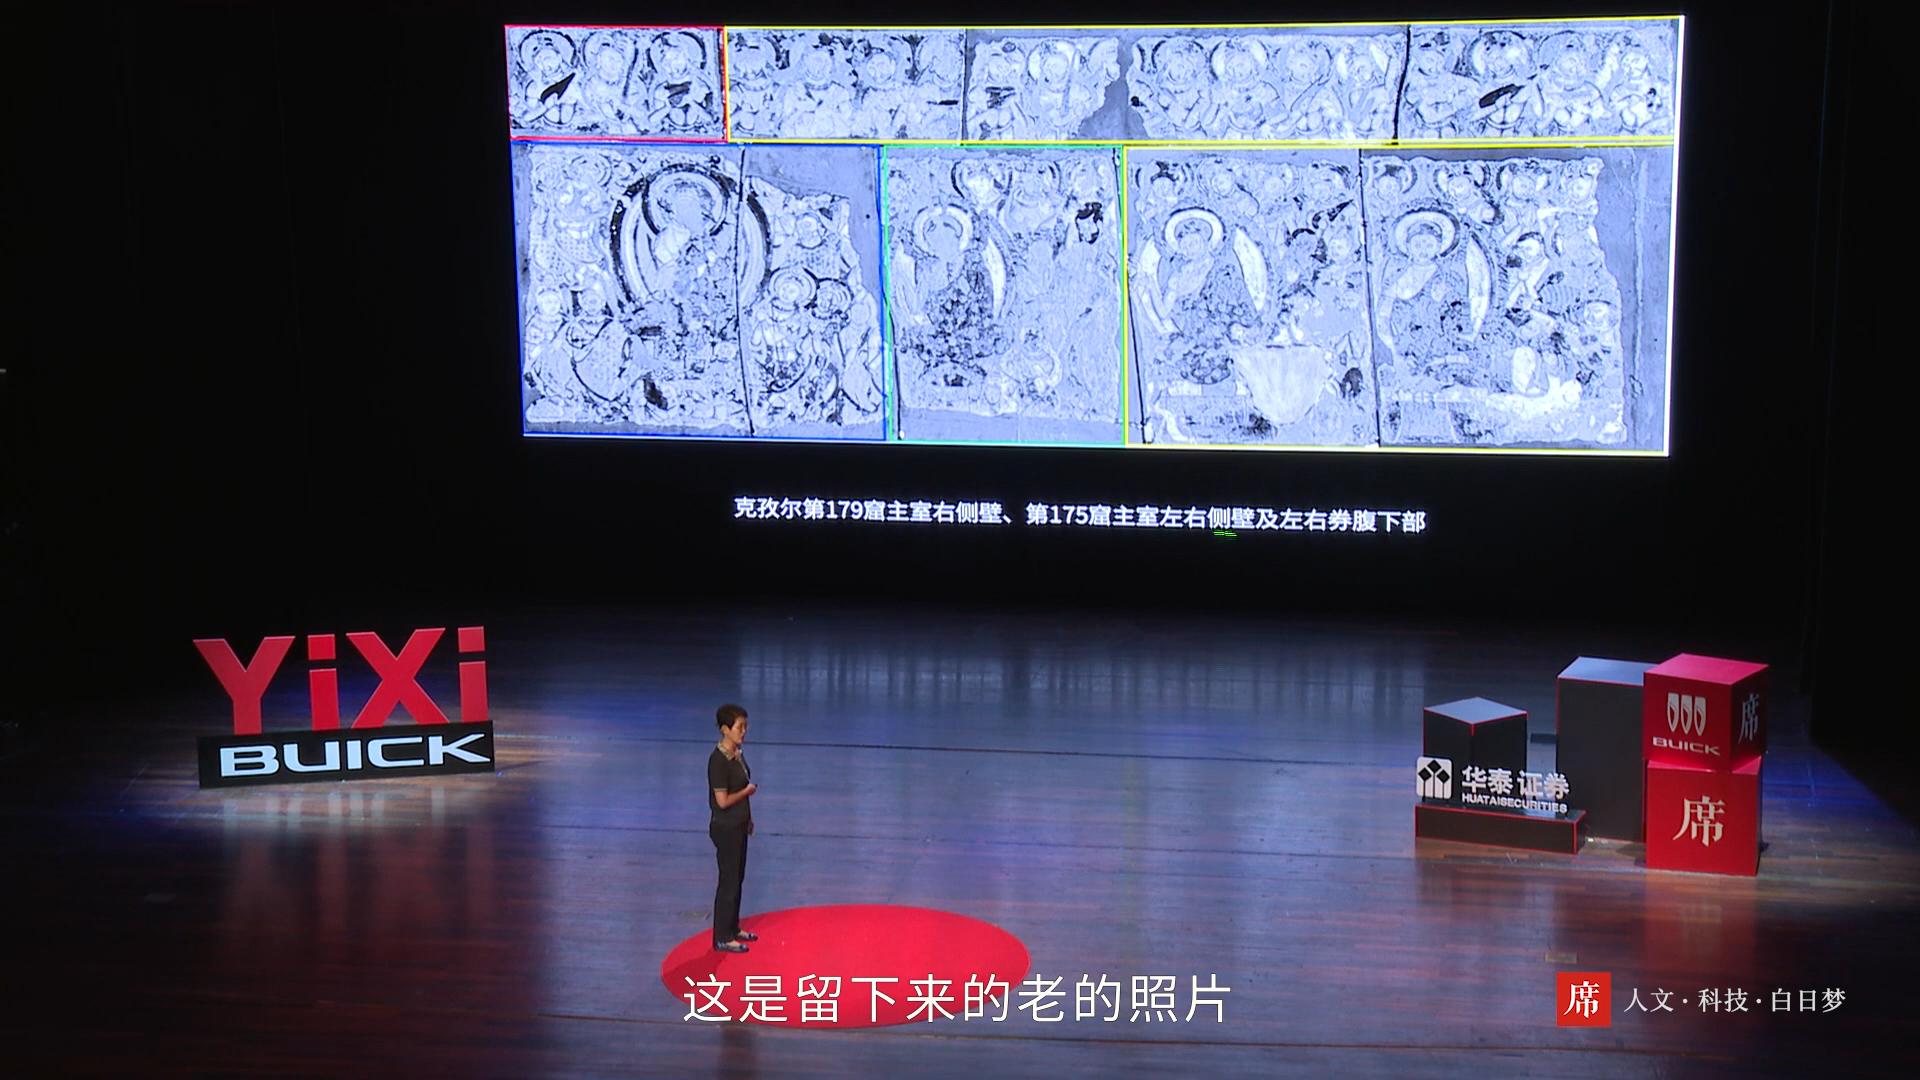 克孜尔第179窟主室右侧壁、第175窟主室左右侧壁及左右券腹下部
YiXi
BUICK
BUICK
席
华泰证券
HUATAISECURITIES
席
这是留下来的老的照片
席 人文·科技·白日梦